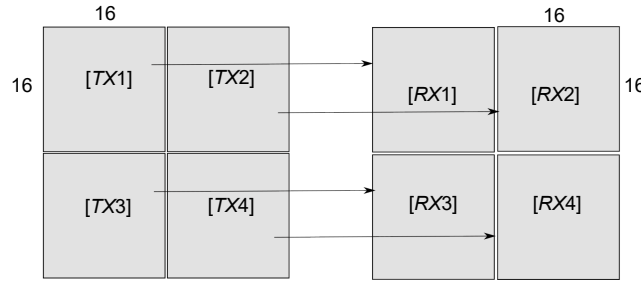 16 16
16 [TX1] [TX2] [RX1] [RX2] 16
[TX3] [TX4] [RX3] [RX4]